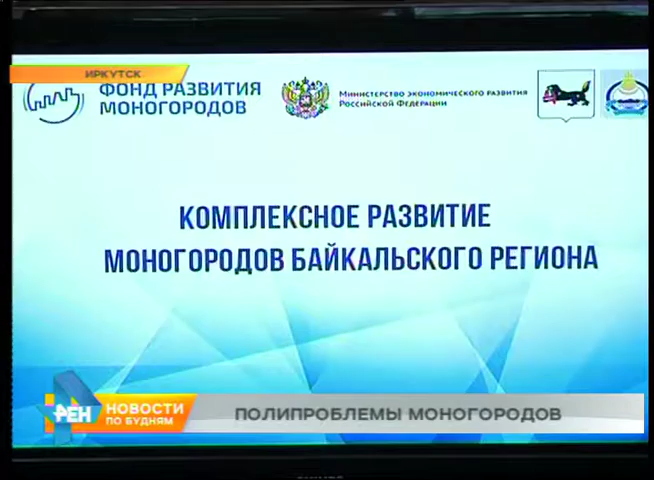 ИРКУТСК
ФОНД РАЗВИТИЯ
МОНОГОРОДОВ
Министерство экономического развития
Российской Федерации
КОМПЛЕКСНОЕ РАЗВИТИЕ
МОНОГОРОДОВ БАЙКАЛЬСКОГО РЕГИОНА
РЕН
НОВОСТИ
ПО БУДНЯМ
ПОЛИПРОБЛЕМЫ МОНОГОРОДОВ